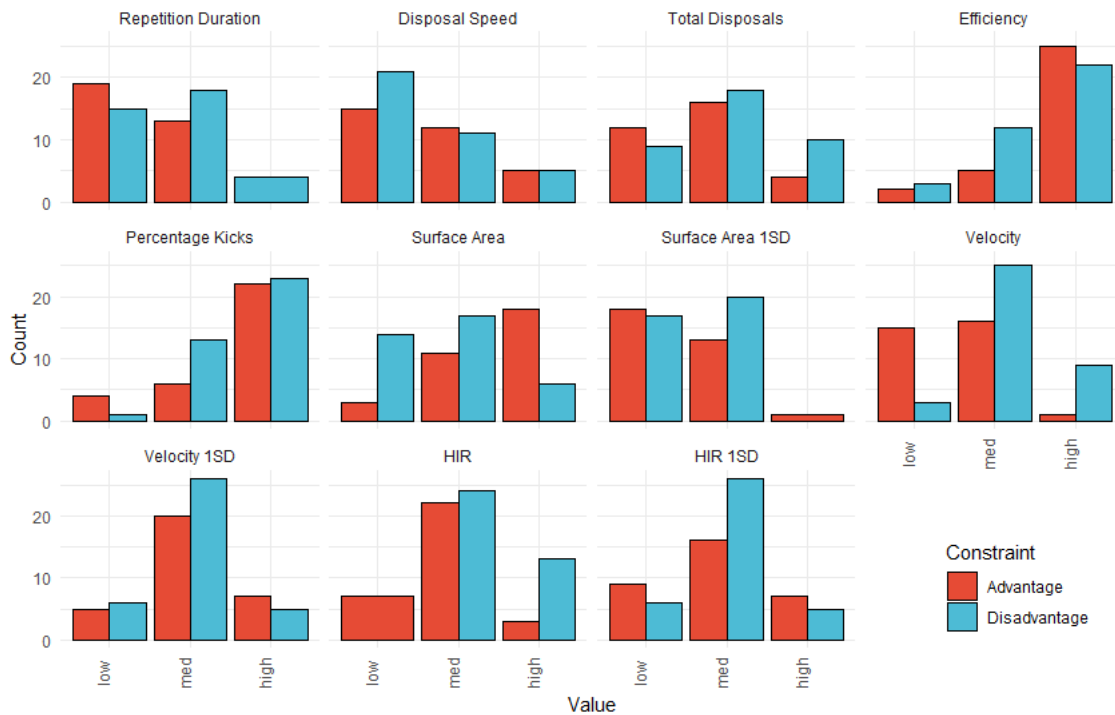 Repetition Duration
Disposal Speed
Total Disposals
Efficiency
20
10
0
Percentage Kicks
Surface Area
Surface Area 1SD
Velocity
20
10
0
low
med
high
Velocity 1SD
HIR
HIR 1SD
20
10
0
low
med
high
low
med
high
low
med
high
Count
Value
Constraint
Advantage
Disadvantage